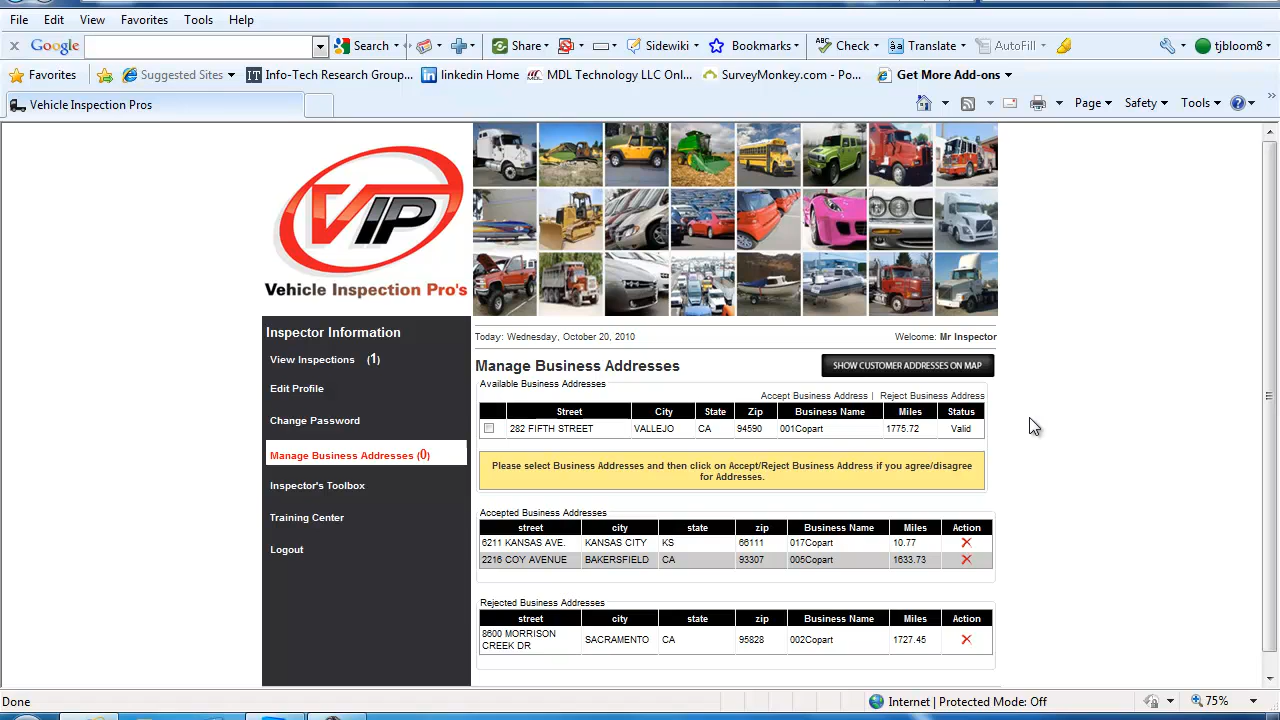 File Edit View Favorites Tools Help
Google Search Share Sidewiki Bookmarks Check Translate AutoFill tjbloom8
Favorites Suggested Sites Info-Tech Research Group... linkedin Home MDL Technology LLC Onl... SurveyMonkey.com - Po... Get More Add-ons
Vehicle Inspection Pros Page Safety Tools
VIP
Vehicle Inspection Pro's
Inspector Information
View Inspections (1)
Edit Profile
Change Password
Manage Business Addresses (0)
Inspector's Toolbox
Training Center
Logout
Today: Wednesday, October 20, 2010 Welcome: Mr Inspector
Manage Business Addresses SHOW CUSTOMER ADDRESSES ON MAP
Available Business Addresses
Accept Business Address | Reject Business Address
Street City State Zip Business Name Miles Status
282 FIFTH STREET VALLEJO CA 94590 001Copart 1775.72 Valid
Please select Business Addresses and then click on Accept/Reject Business Address if you agree/disagree
for Addresses.
Accepted Business Addresses
street city state zip Business Name Miles Action
6211 KANSAS AVE. KANSAS CITY KS 66111 017Copart 10.77
2216 COY AVENUE BAKERSFIELD CA 93307 005Copart 1633.73
Rejected Business Addresses
street city state zip Business Name Miles Action
8600 MORRISON
CREEK DR SACRAMENTO CA 95828 002Copart 1727.45
Done Internet | Protected Mode: Off 75%